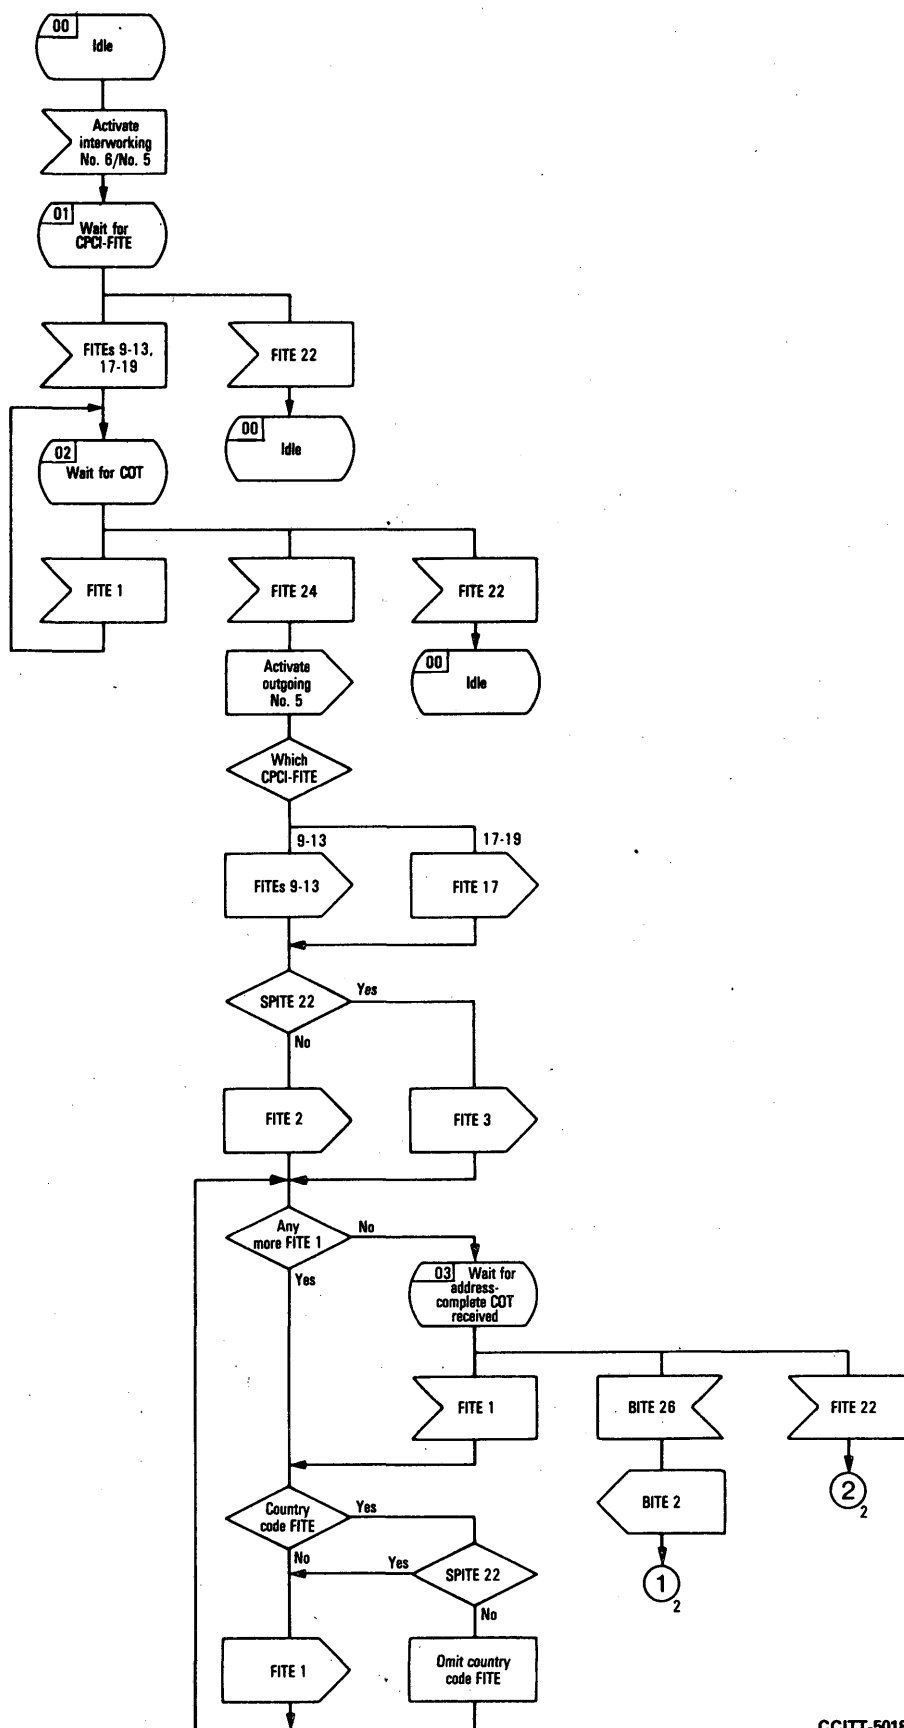 00
Idle
Activate
interworking
No. 6/No. 5
01
Wait for
CPCI-FITE
FITEs 9-13,
17-19
FITE 22
02
Wait for COT
00
Idle
FITE 1
FITE 24
FITE 22
Activate
outgoing
No. 5
00
Idle
Which
CPCI-FITE
9-13
17-19
FITEs 9-13
FITE 17
SPITE 22
Yes
No
FITE 2
FITE 3
Any
more FITE 1
No
Yes
03
Wait for
address-
complete COT
received
FITE 1
BITE 26
FITE 22
BITE 2
2
2
1
2
Country
code FITE
Yes
No
Yes
SPITE 22
No
FITE 1
Omit country
code FITE